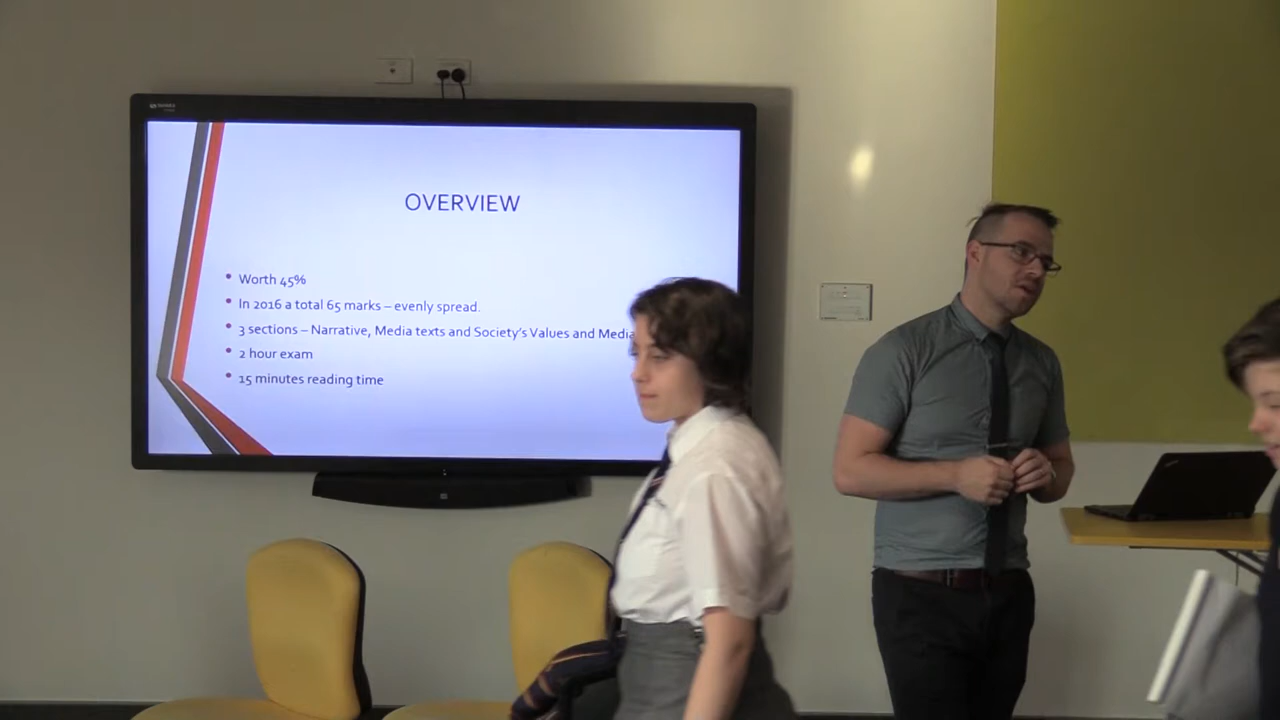 OVERVIEW
Worth 45%
In 2016 a total 65 marks – evenly spread.
3 sections – Narrative, Media texts and Society's Values and Media
2 hour exam
15 minutes reading time